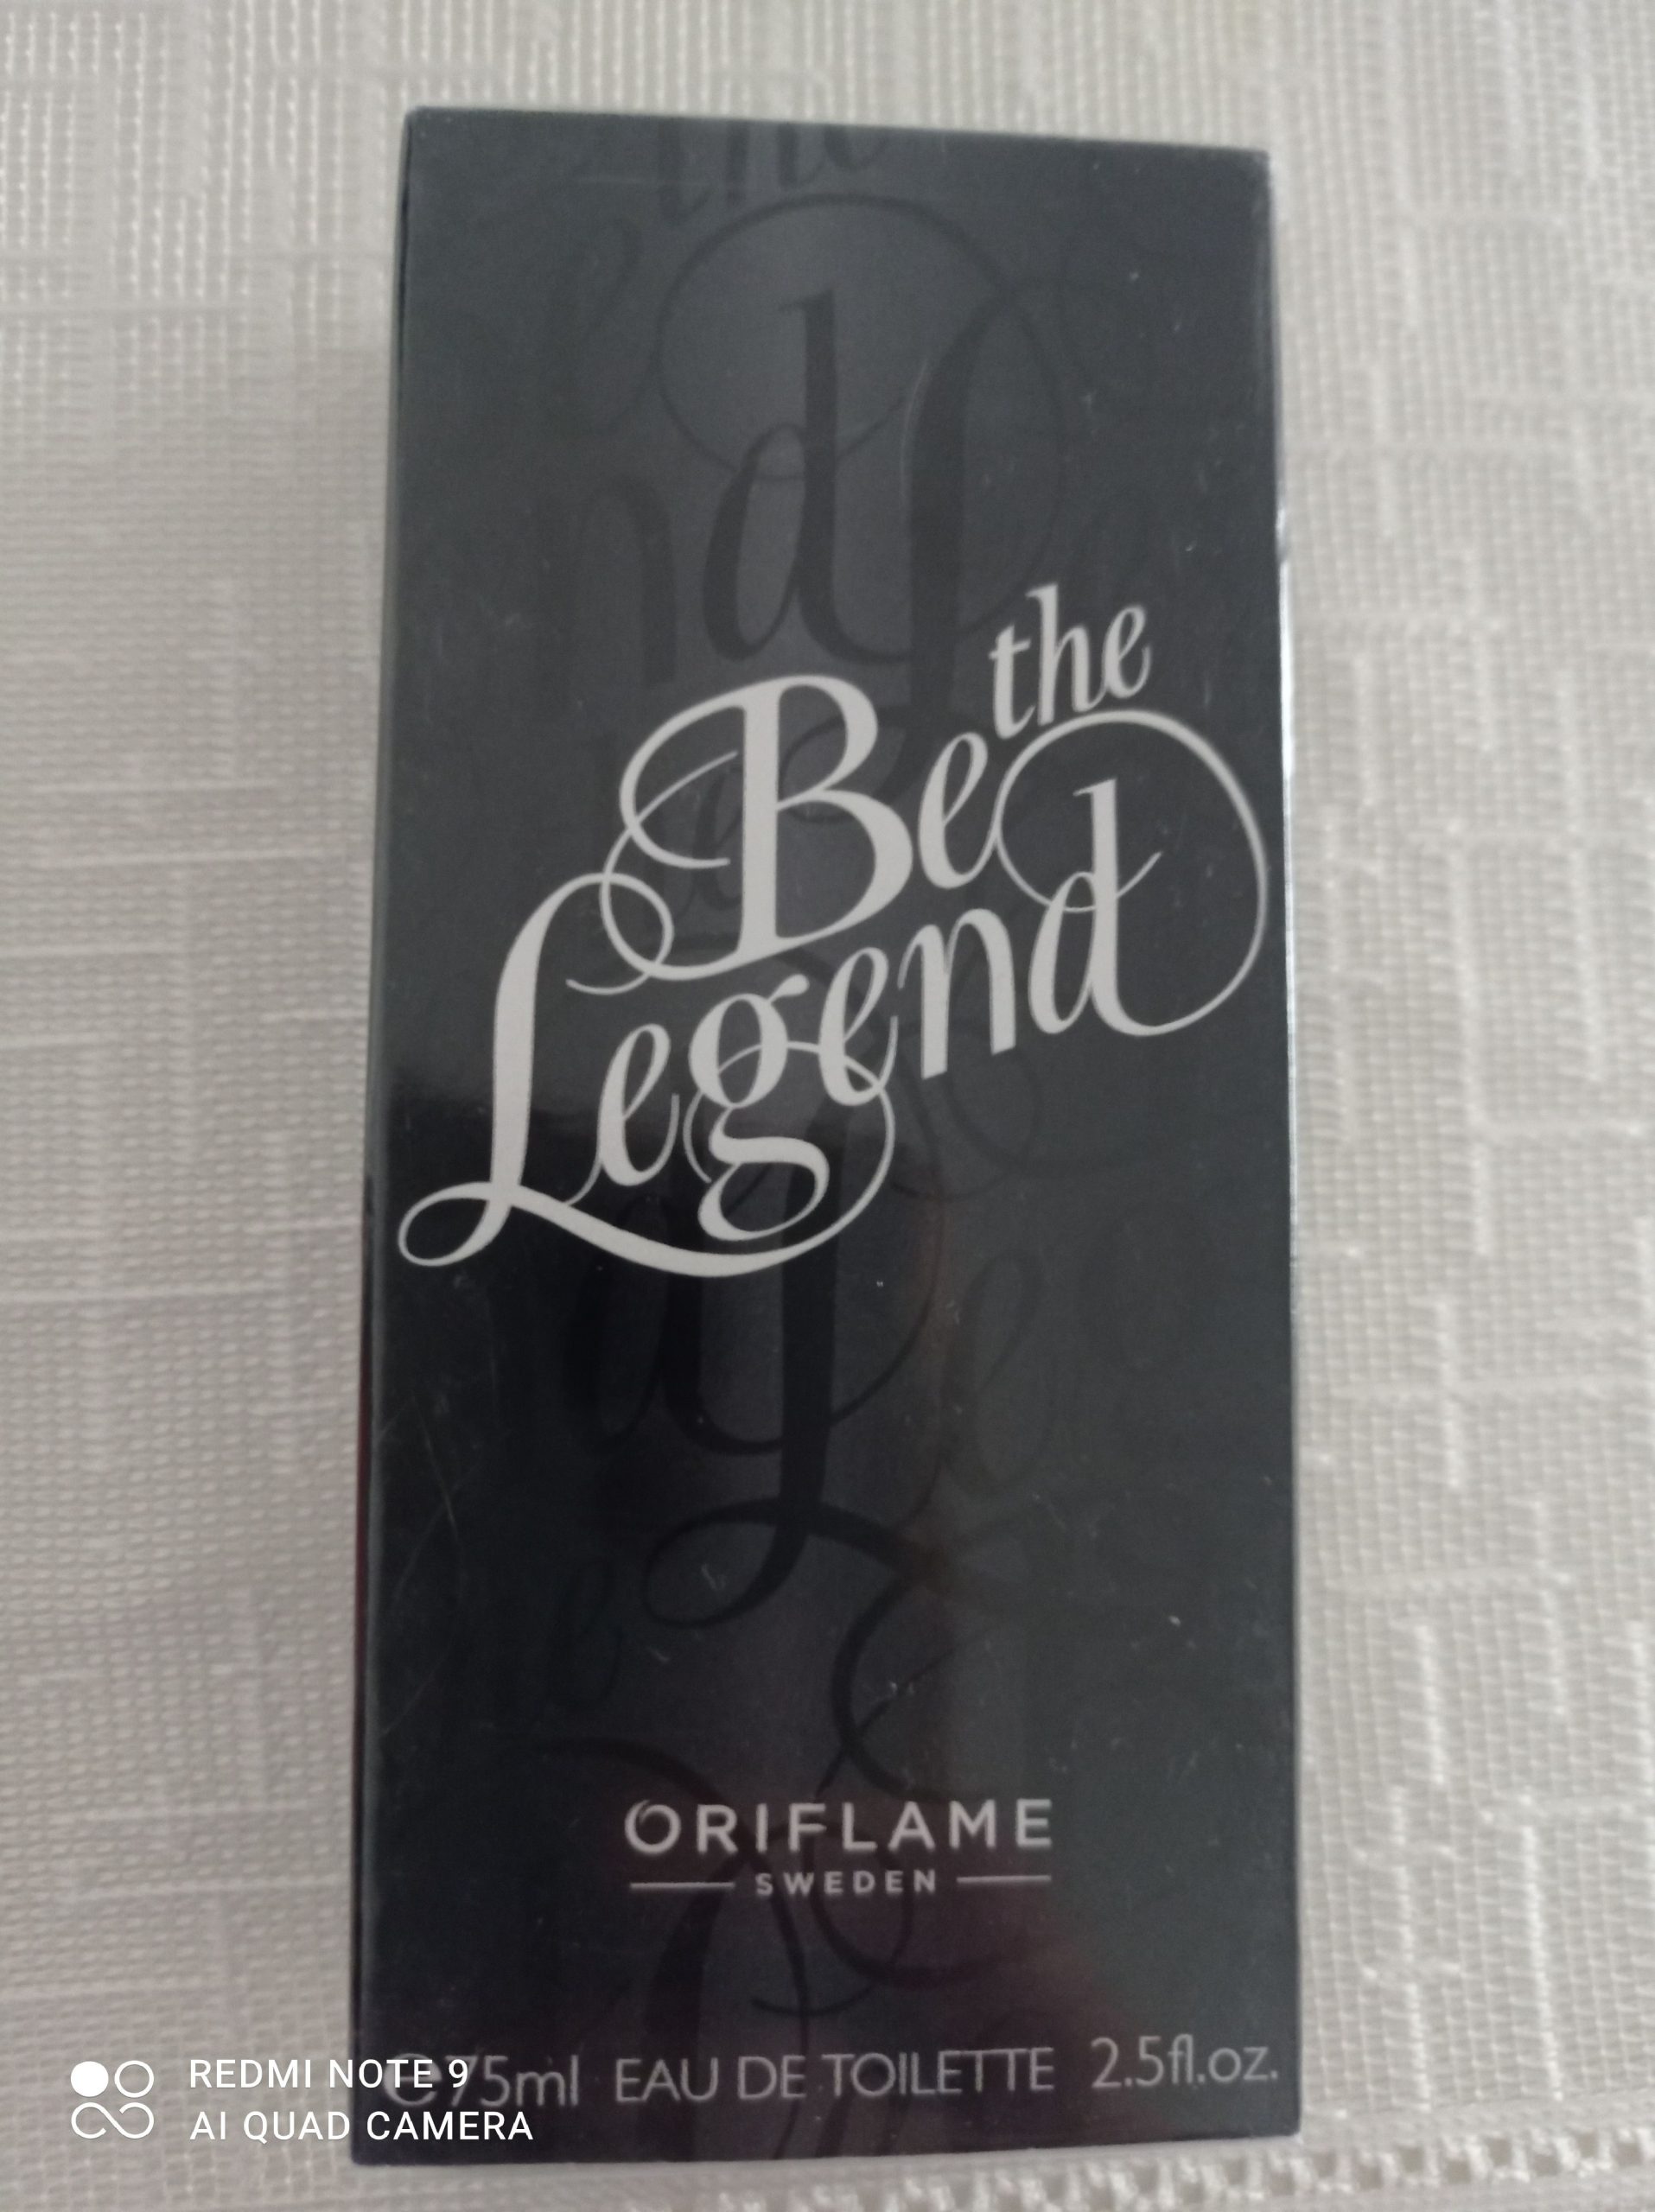 the
Be
Legend
ORIFLAME
SWEDEN
℮75ml EAU DE TOILETTE 2.5fl.oz.
REDMI NOTE 9
AI QUAD CAMERA